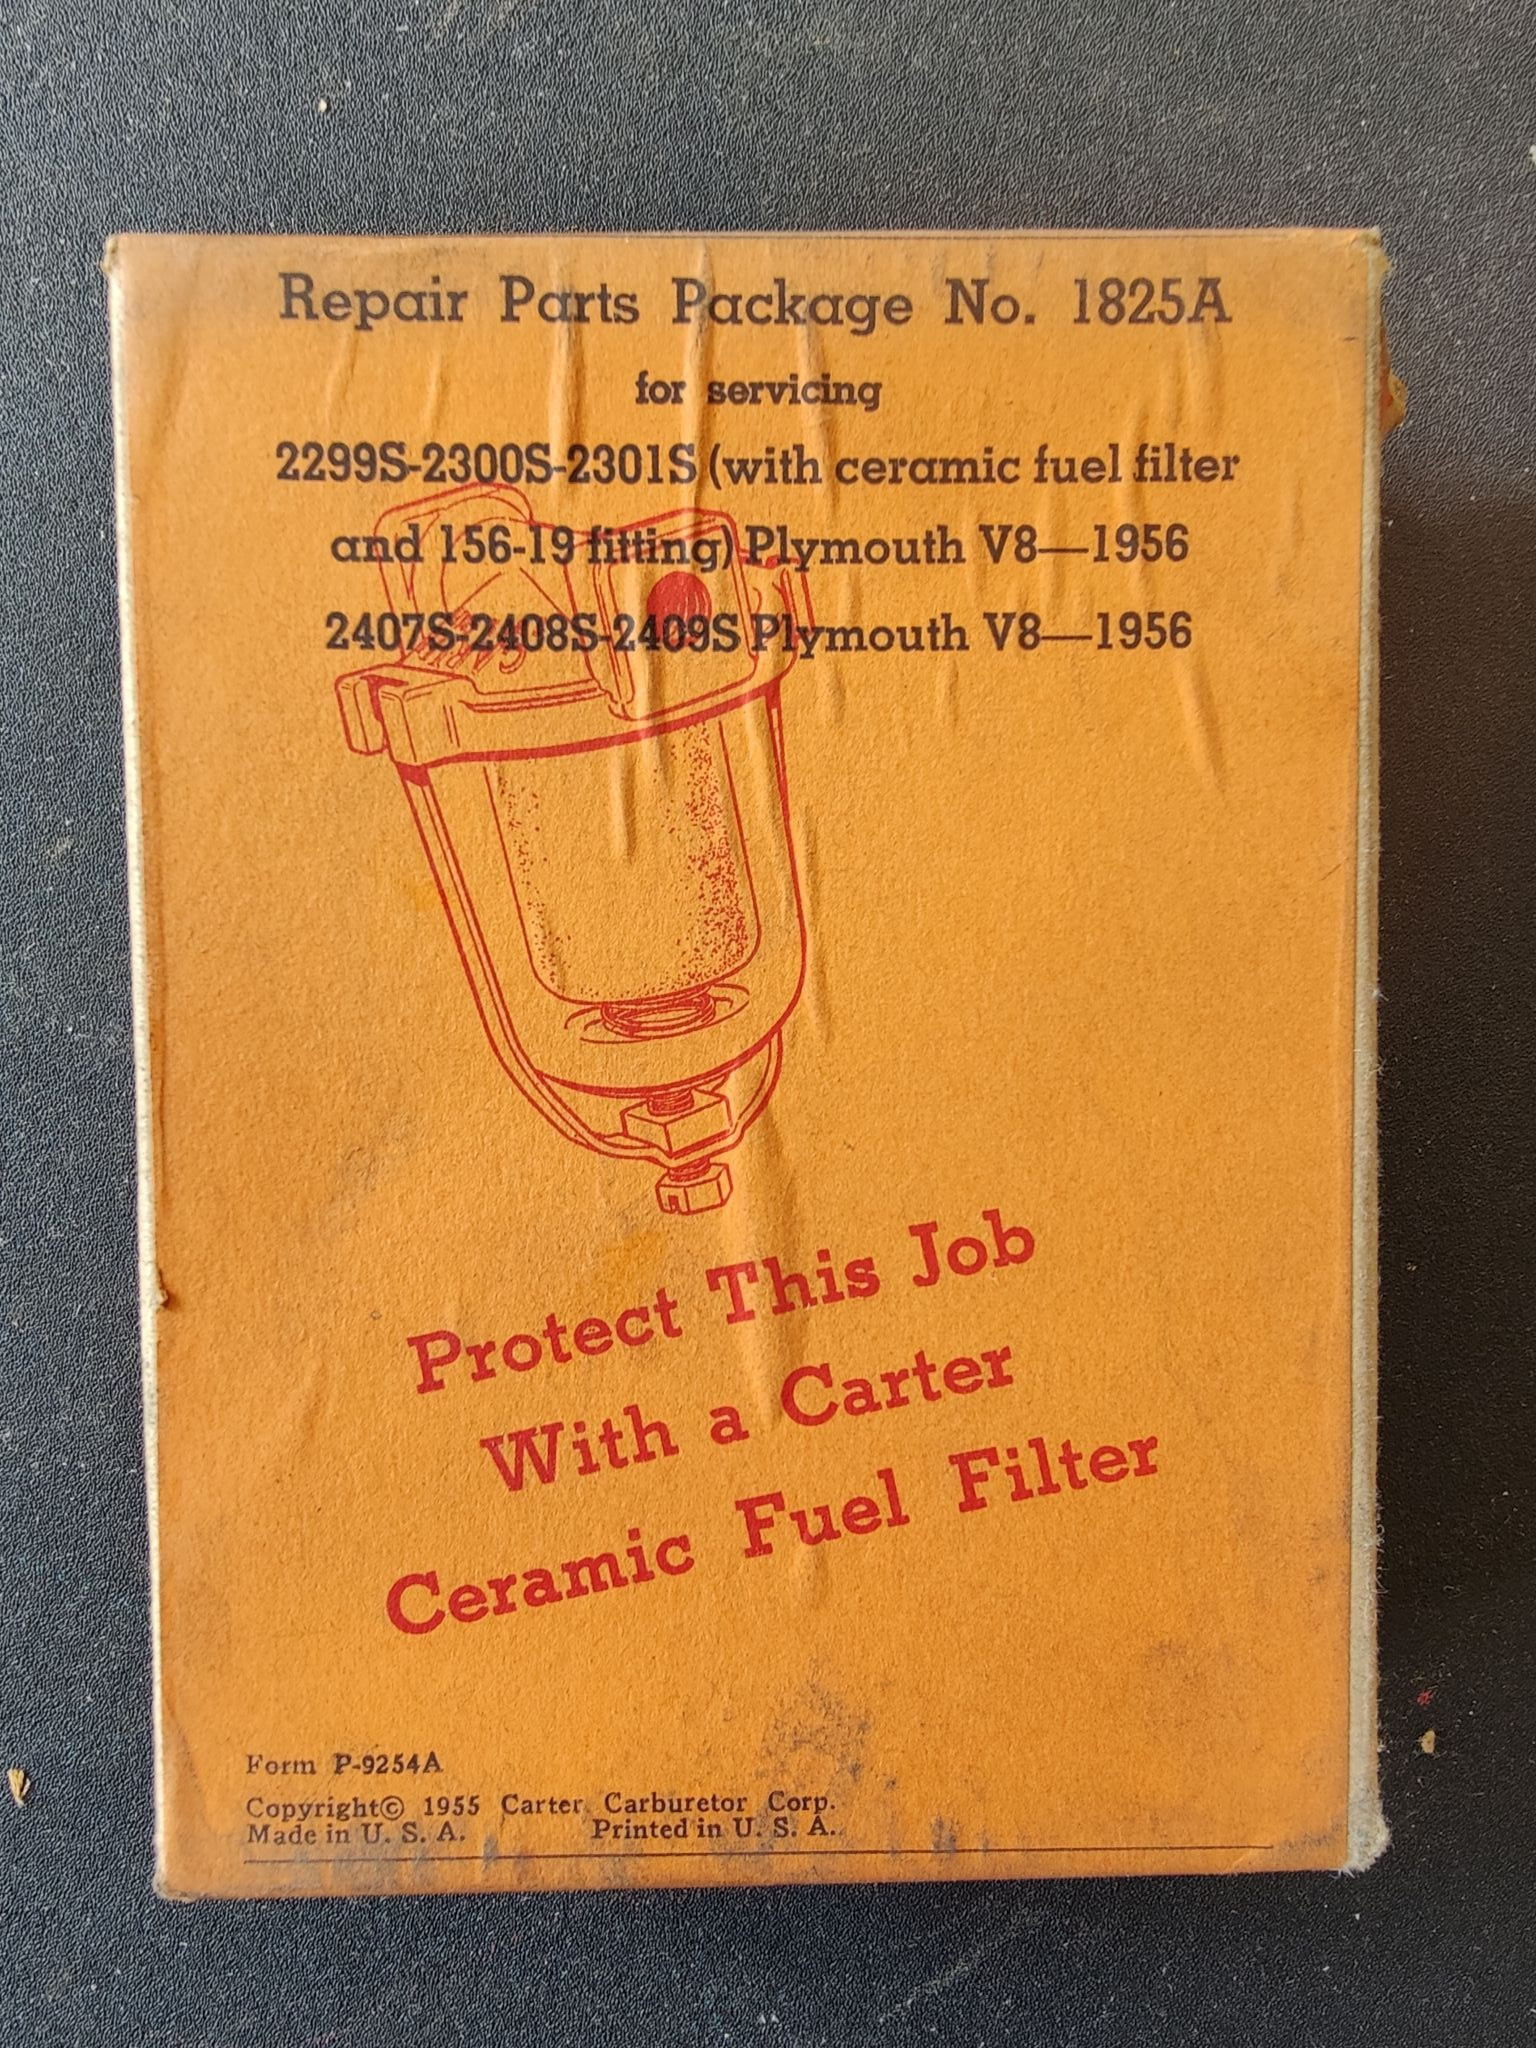 Repair Parts Package No. 1825A
for servicing
2299S-2300S-2301S (with ceramic fuel filter
and 156-19 fitting) Plymouth V8—1956
2407S-2408S-2409S Plymouth V8—1956
Protect This Job
With a Carter
Ceramic Fuel Filter
Form P-9254A
Copyright© 1955 Carter Carburetor Corp.
Made in U. S. A. Printed in U. S. A.